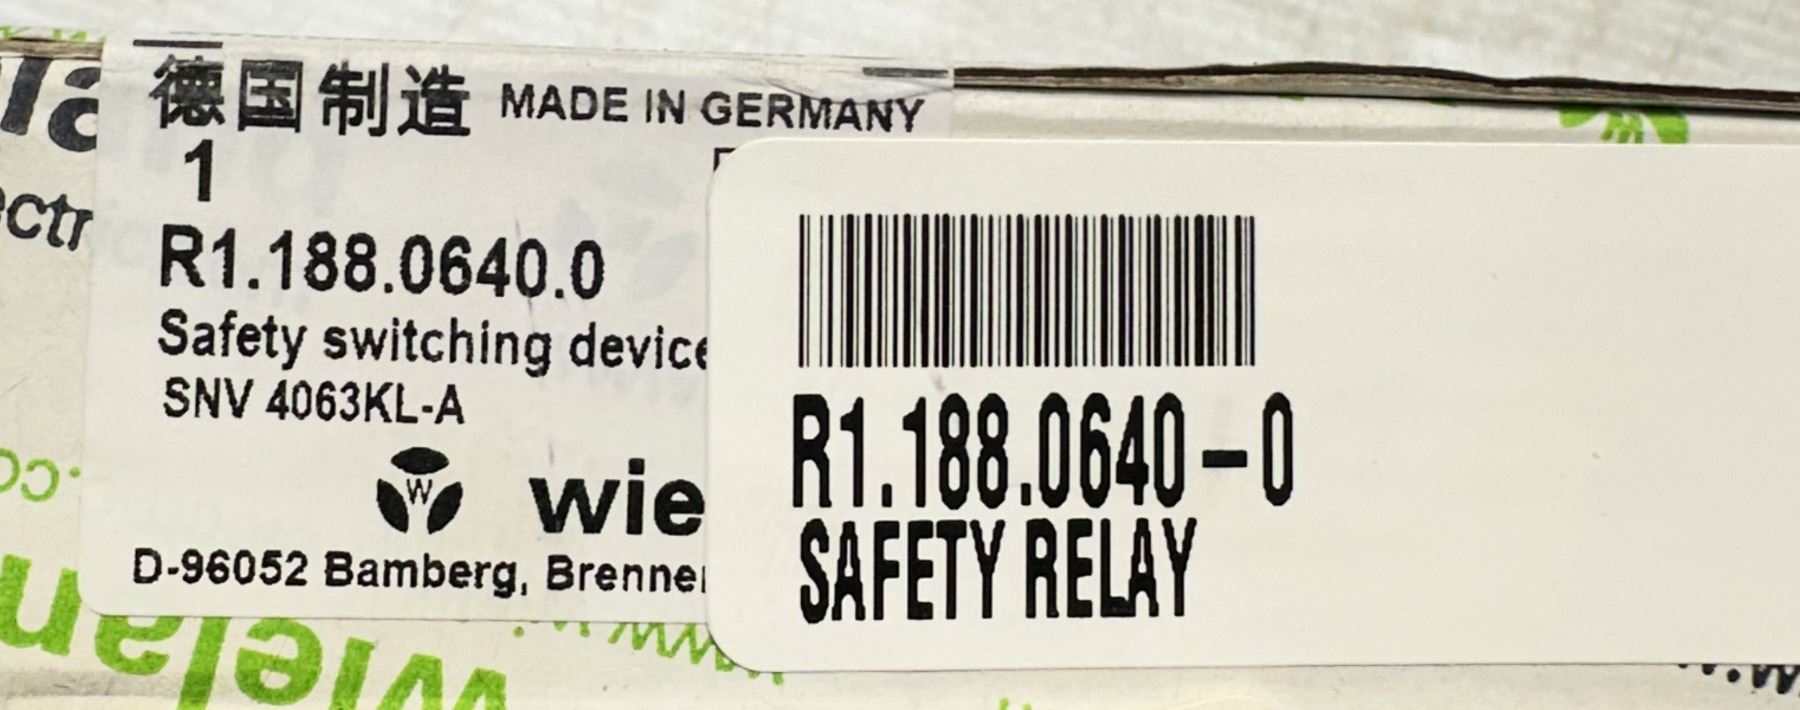 德国制造 MADE IN GERMANY
1
R1.188.0640.0
Safety switching device
SNV 4063KL-A
W wie
D-96052 Bamberg, Brenner
R1.188.0640-0
SAFETY RELAY
wielan